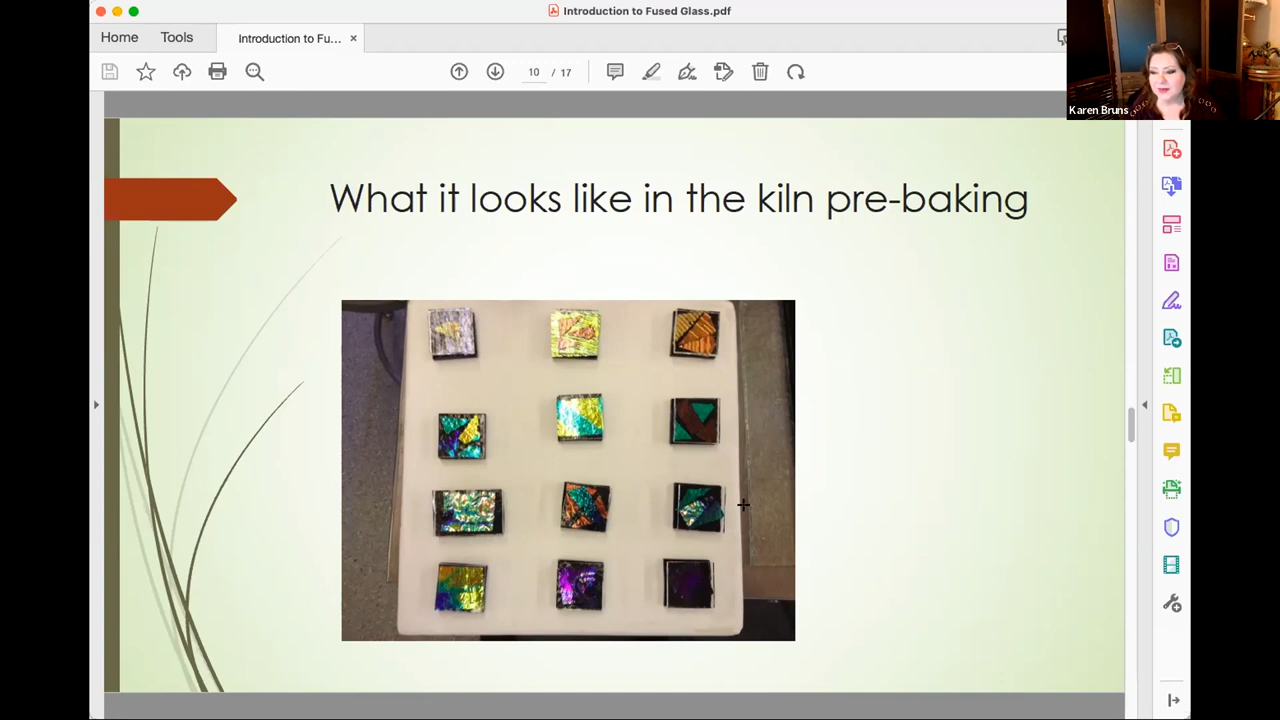 Introduction to Fused Glass.pdf
Home
Tools
Introduction to Fu...
10 / 17
Karen Bruns
What it looks like in the kiln pre-baking